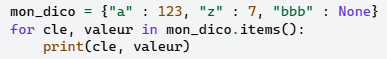 mon_dico = {"a" : 123, "z" : 7, "bbb" : None}
for cle, valeur in mon_dico.items():
    print(cle, valeur)